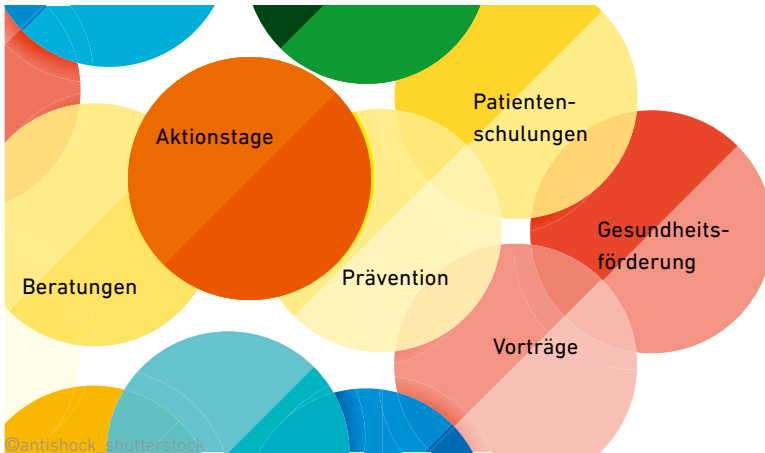 Patienten-
schulungen
Aktionstage
Gesundheits-
förderung
Beratungen
Prävention
Vorträge
©antishock_shutterstock